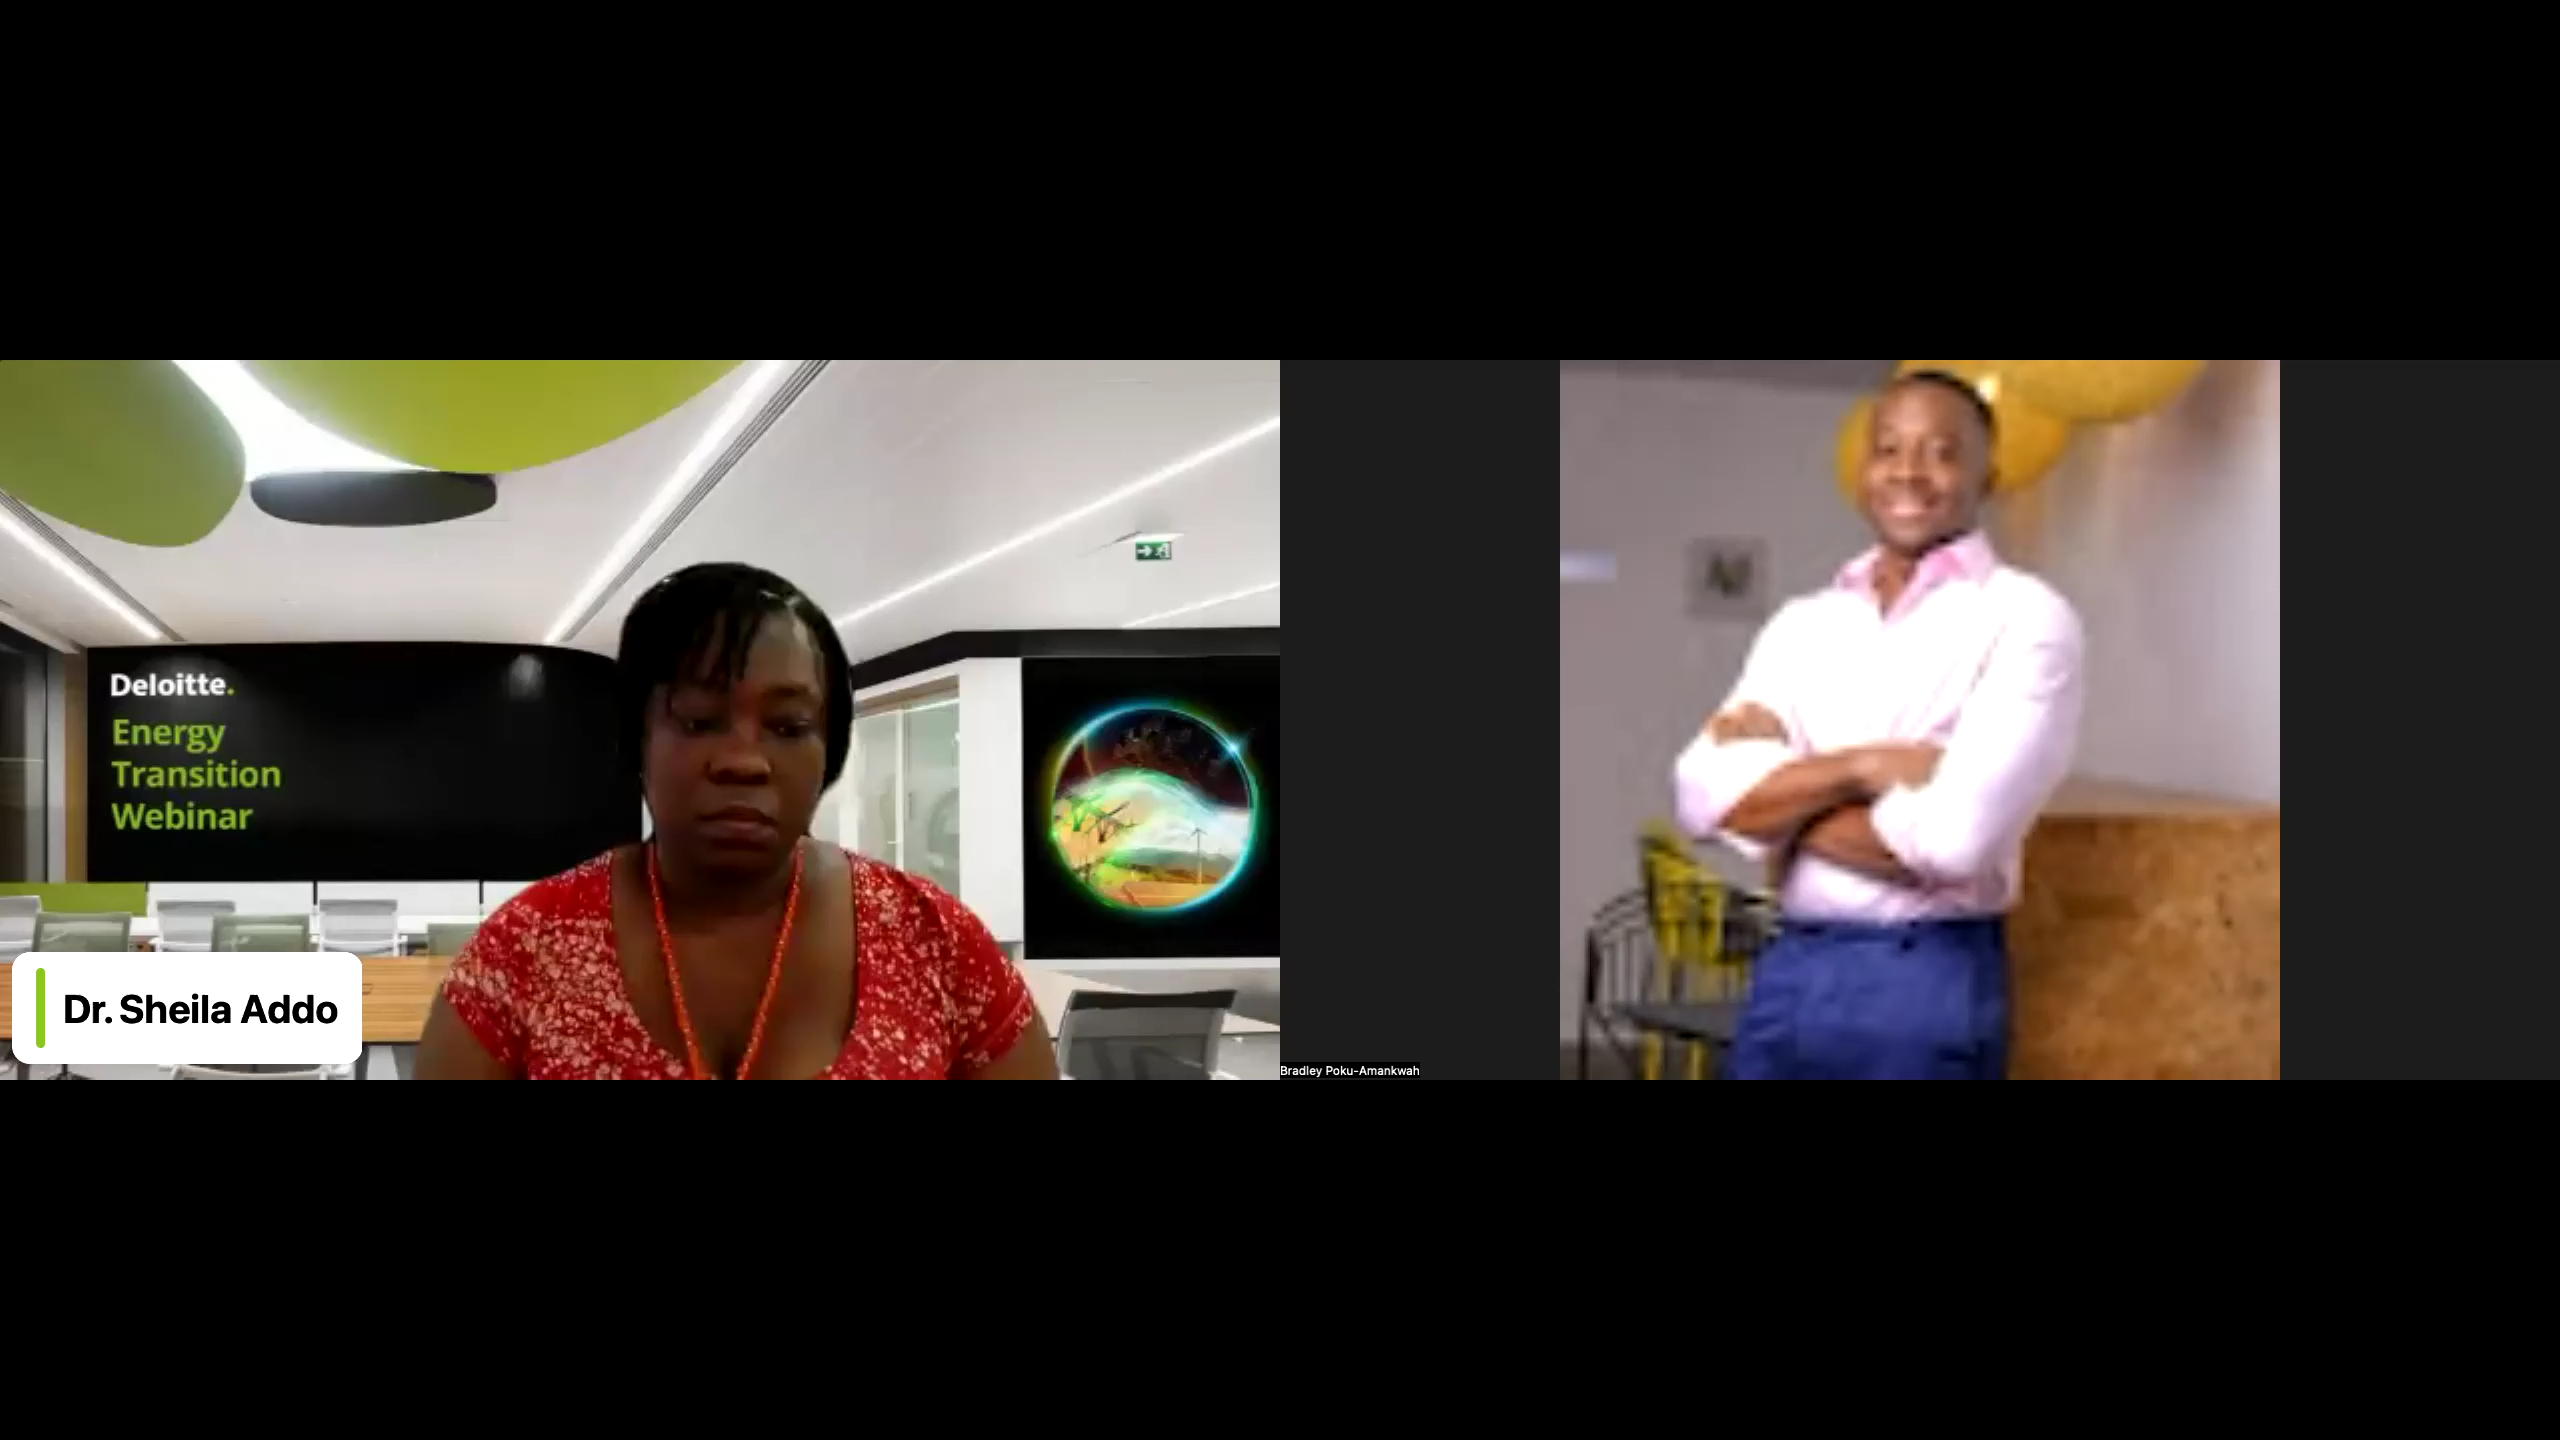 Deloitte.
Energy
Transition
Webinar
Dr. Sheila Addo
Bradley Poku-Amankwah